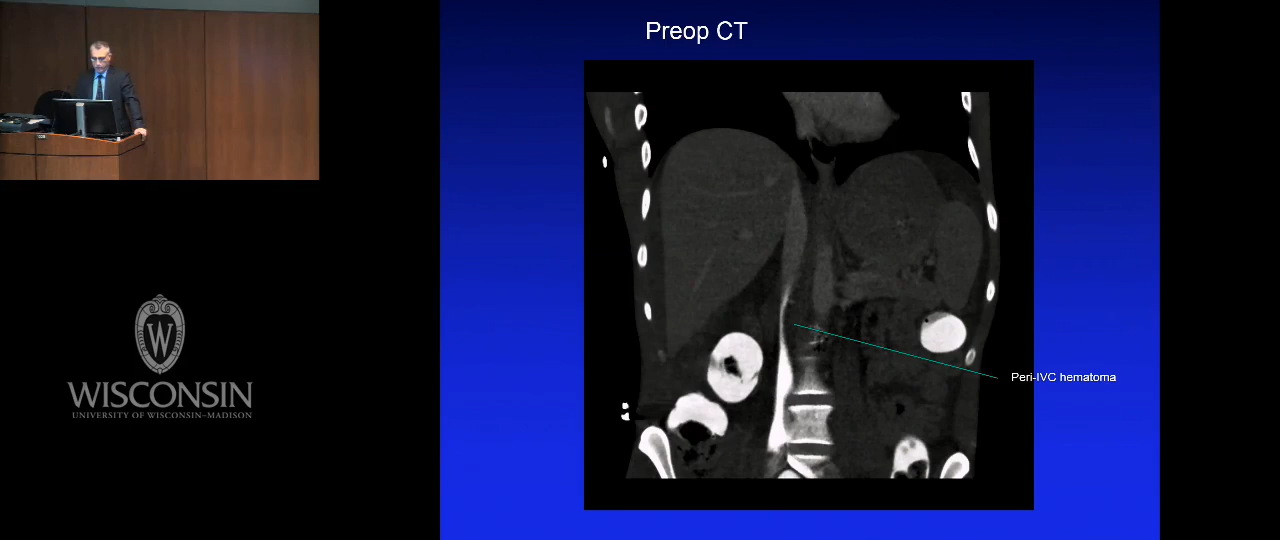 Preop CT
Peri-IVC hematoma
W
WISCONSIN
UNIVERSITY OF WISCONSIN–MADISON